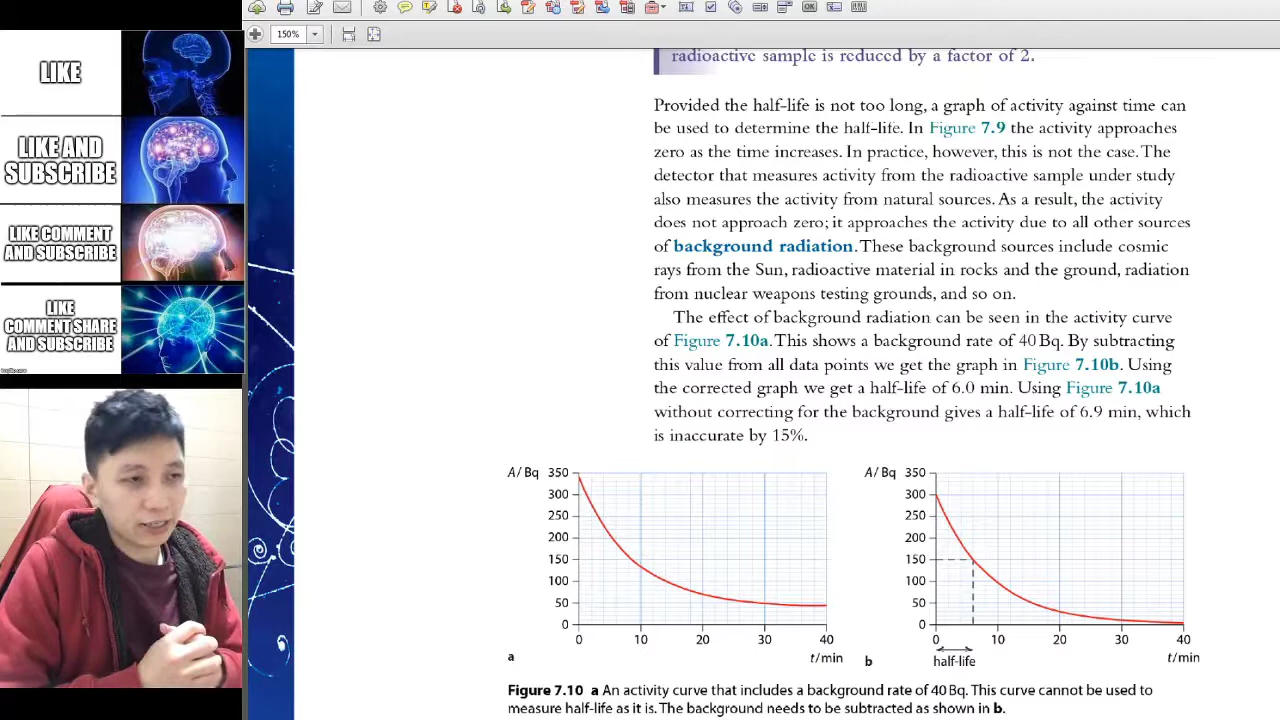 150%
LIKE
LIKE AND
SUBSCRIBE
LIKE COMMENT
AND SUBSCRIBE
LIKE
COMMENT SHARE
AND SUBSCRIBE
radioactive sample is reduced by a factor of 2.
Provided the half-life is not too long, a graph of activity against time can
be used to determine the half-life. In Figure 7.9 the activity approaches
zero as the time increases. In practice, however, this is not the case. The
detector that measures activity from the radioactive sample under study
also measures the activity from natural sources. As a result, the activity
does not approach zero; it approaches the activity due to all other sources
of background radiation. These background sources include cosmic
rays from the Sun, radioactive material in rocks and the ground, radiation
from nuclear weapons testing grounds, and so on.
The effect of background radiation can be seen in the activity curve
of Figure 7.10a. This shows a background rate of 40 Bq. By subtracting
this value from all data points we get the graph in Figure 7.10b. Using
the corrected graph we get a half-life of 6.0 min. Using Figure 7.10a
without correcting for the background gives a half-life of 6.9 min, which
is inaccurate by 15%.
A/ Bq 350
300
250
200
150
100
50
0
0 10 20 30 40
a t/min
A/ Bq 350
300
250
200
150
100
50
0
0 10 20 30 40
half-life
b t/min
Figure 7.10 a An activity curve that includes a background rate of 40 Bq. This curve cannot be used to
measure half-life as it is. The background needs to be subtracted as shown in b.